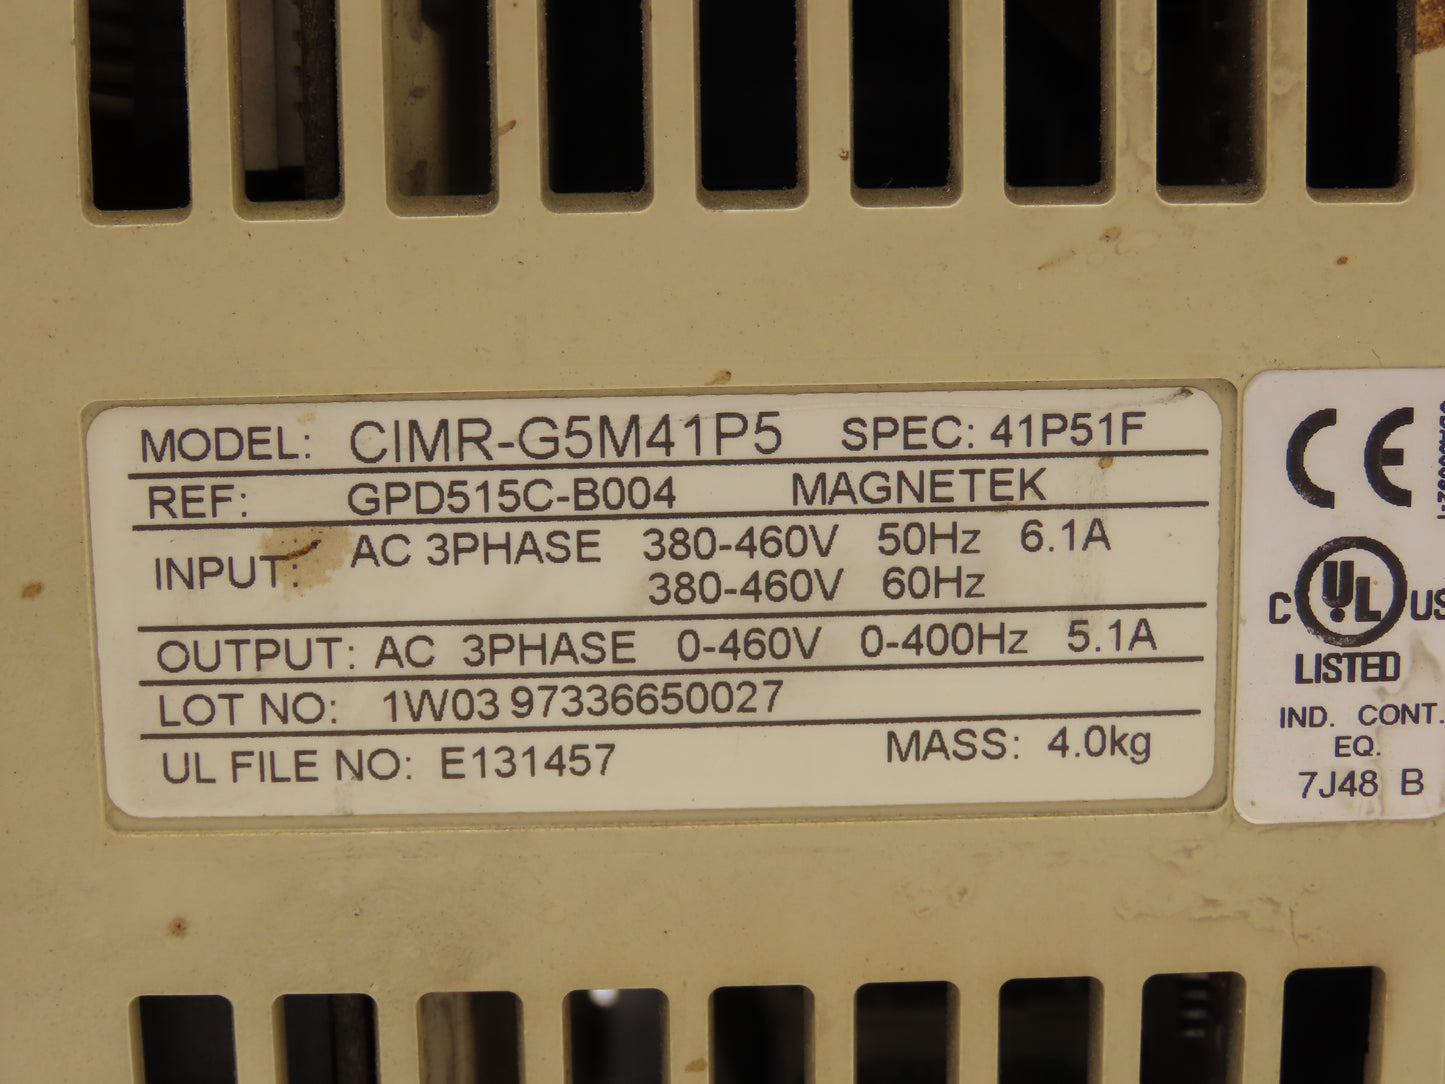 MODEL: CIMR-G5M41P5 SPEC: 41P51F
REF: GPD515C-B004 MAGNETEK
INPUT: AC 3PHASE 380-460V 50Hz 6.1A
380-460V 60Hz
OUTPUT: AC 3PHASE 0-460V 0-400Hz 5.1A
LOT NO: 1W03 97336650027
UL FILE NO: E131457 MASS: 4.0kg
CE
C UL US
LISTED
IND. CONT.
EQ.
7J48 B